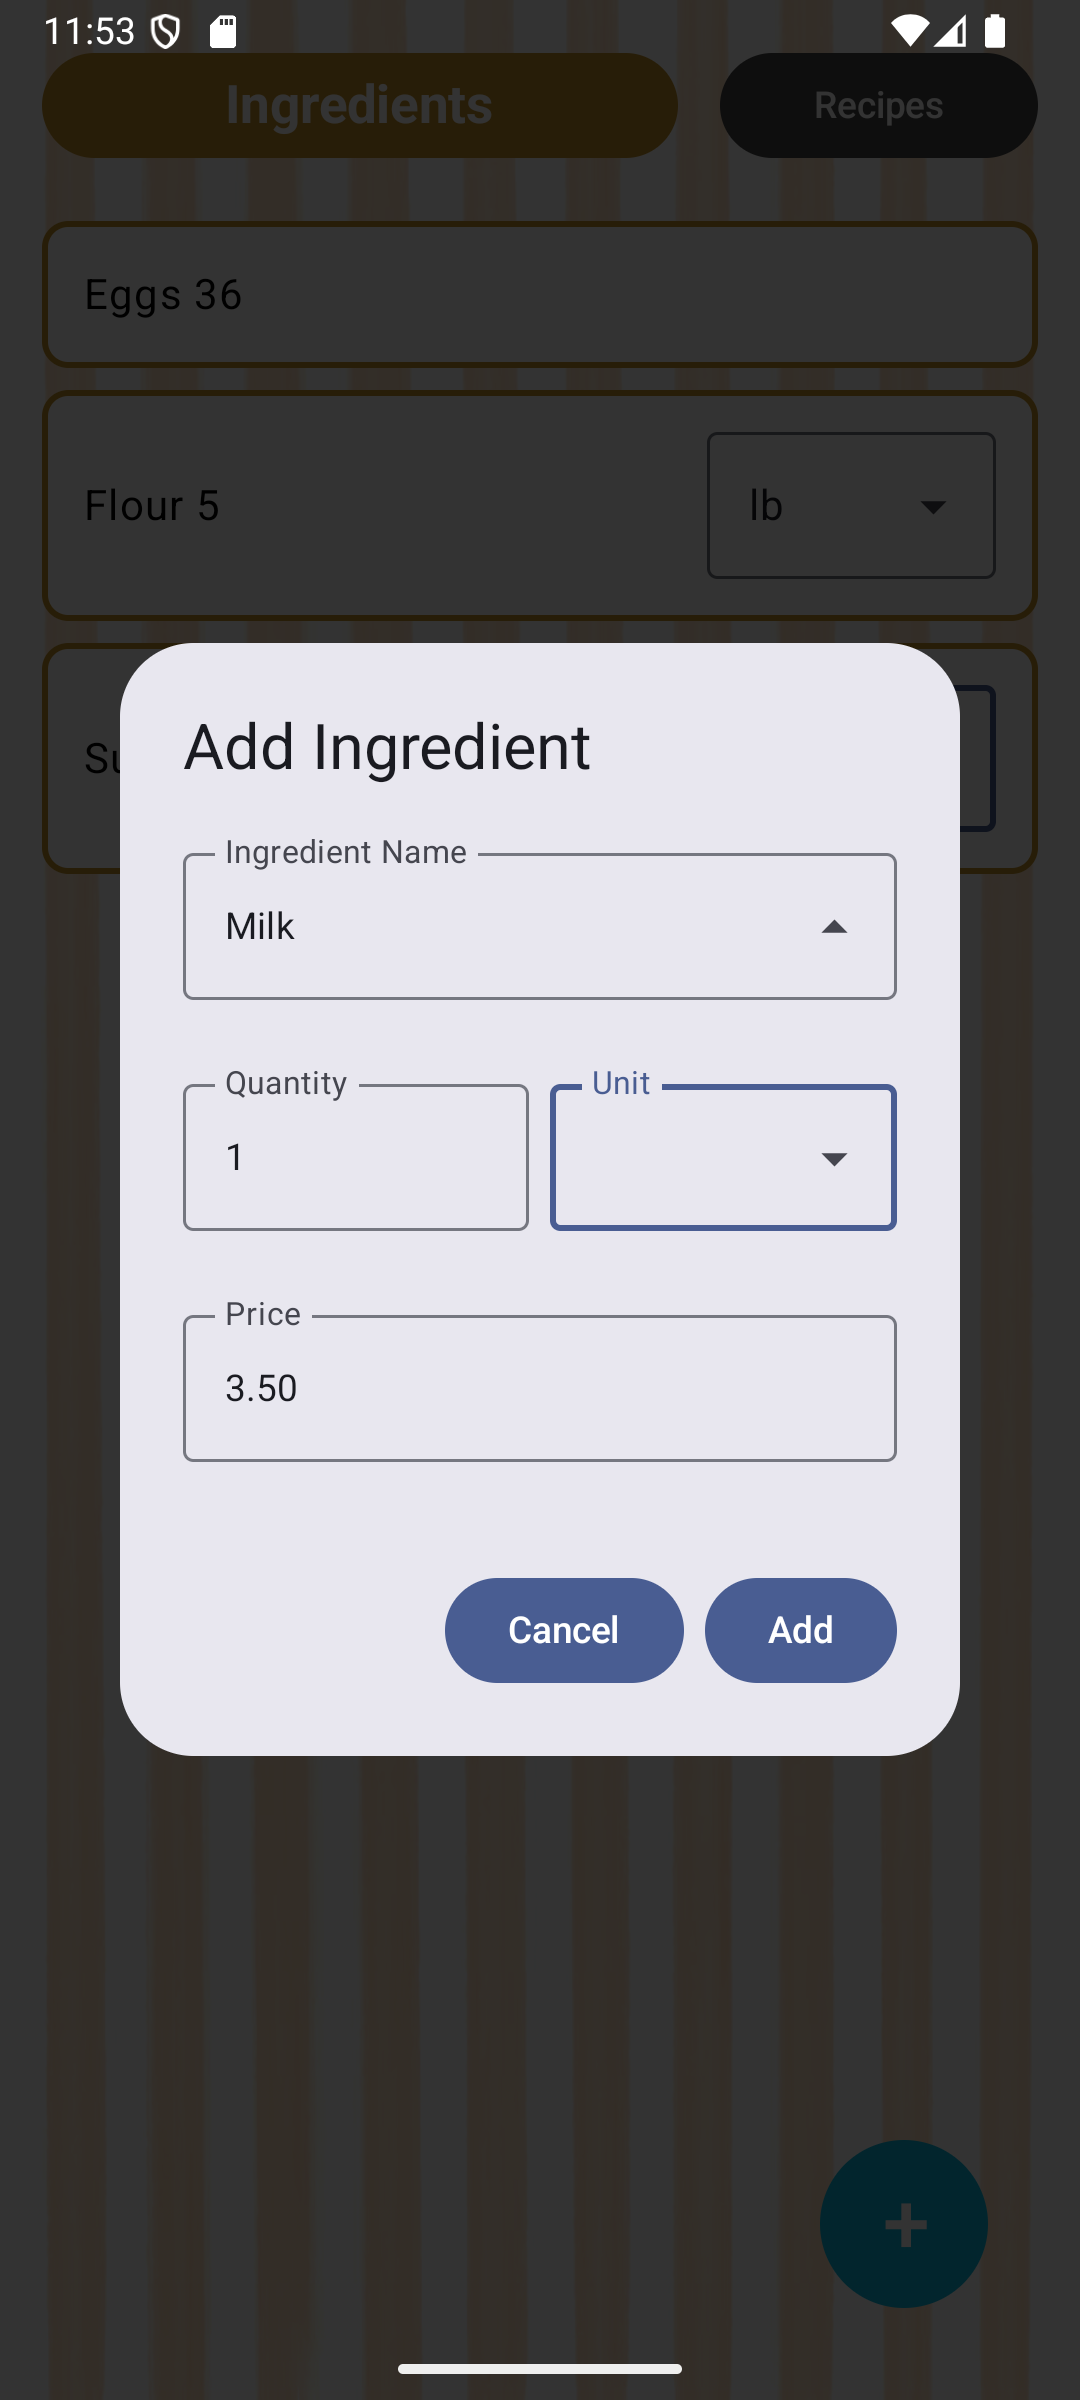 11:53
Ingredients
Recipes
Eggs 36
Flour 5
lb
Su
Add Ingredient
Ingredient Name
Milk
Quantity
1
Unit
Price
3.50
Cancel
Add
+